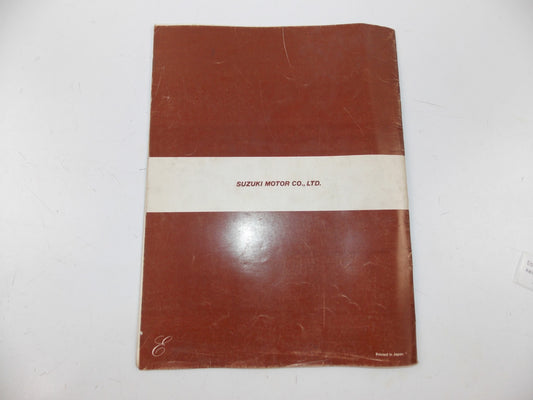 SUZUKI MOTOR CO., LTD.
E
Printed in Japan